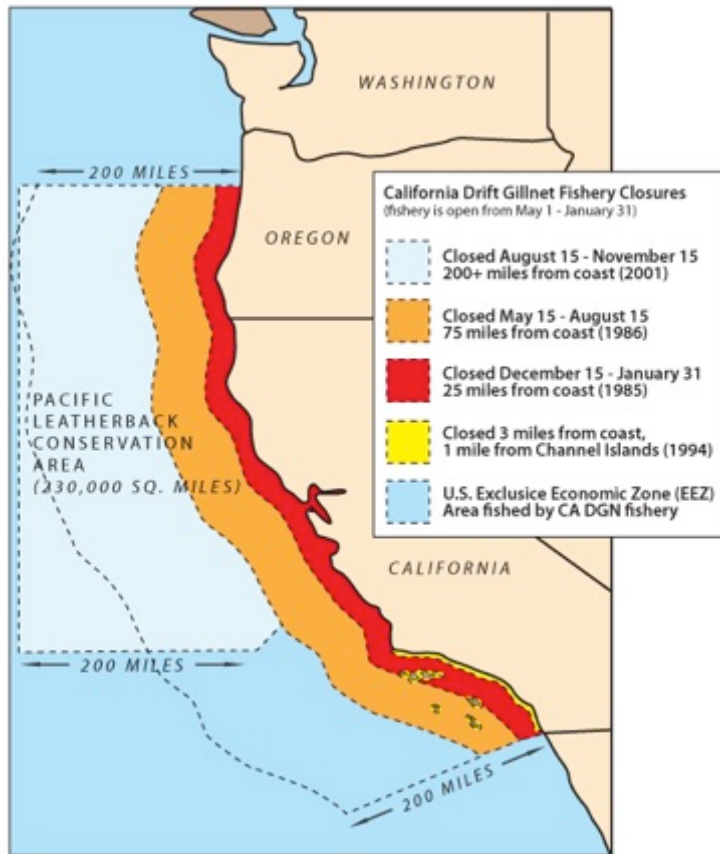 WASHINGTON
200 MILES
OREGON
California Drift Gillnet Fishery Closures
(fishery is open from May 1 - January 31)
Closed August 15 - November 15
200+ miles from coast (2001)
Closed May 15 - August 15
75 miles from coast (1986)
Closed December 15 - January 31
25 miles from coast (1985)
Closed 3 miles from coast,
1 mile from Channel Islands (1994)
U.S. Exclusice Economic Zone (EEZ)
Area fished by CA DGN fishery
PACIFIC
LEATHERBACK
CONSERVATION
AREA
(230,000 SQ. MILES)
CALIFORNIA
200 MILES
200 MILES